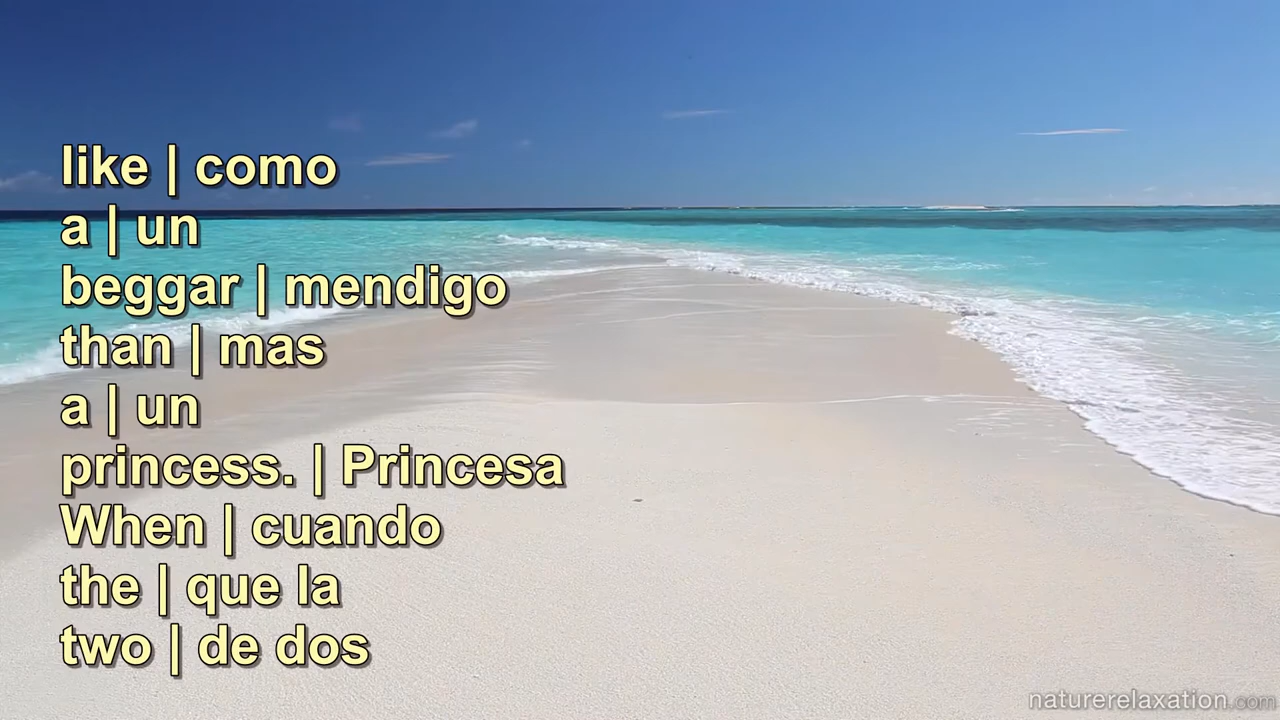 like | como
a | un
beggar | mendigo
than | mas
a | un
princess. | Princesa
When | cuando
the | que la
two | de dos
naturerelaxation.com